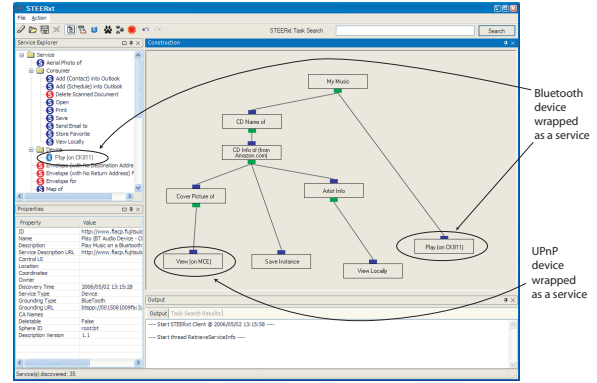 STEERxt
File Action
STEERxt Task Search
Search
Service Explorer
Service
Aerial Photo of
Consumer
Add (Contact) into Outlook
Add (Schedule) into Outlook
Delete Scanned Document
Open
Print
Save
Send Email to
Store Favorite
View Locally
Device
Play (on CK811)
Envelope (with No Destination Addre
Envelope (with No Return Address) f
Envelope for
Map of
Properties
Property Value
ID http://www.flacp.fujitsula
Name Play (BT Audio Device - C
Description Play Music on a Bluetooth
Service Description URL http://www.flacp.fujitsula
Control UI
Location
Coordinates
Owner
Discovery Time 2006/05/02 13:15:28
Service Type Device
Grounding Type BlueTooth
Grounding URL
CA Names
Deletable False
Sphere ID root:bt
Description Version 1.1
Service(s) discovered: 35
Construction
My Music
CD Name of
CD Info of (from
Amazon.com)
Cover Picture of
Artist Info
View (on MCE)
Save Instance
View Locally
Play (on CK811)
Output
Output Task Search Results
---- Start STEERxt Client @ 2006/05/02 13:15:58 ----
---- Start thread RetrieveServiceInfo ----
Bluetooth
device
wrapped
as a service
UPnP
device
wrapped
as a service